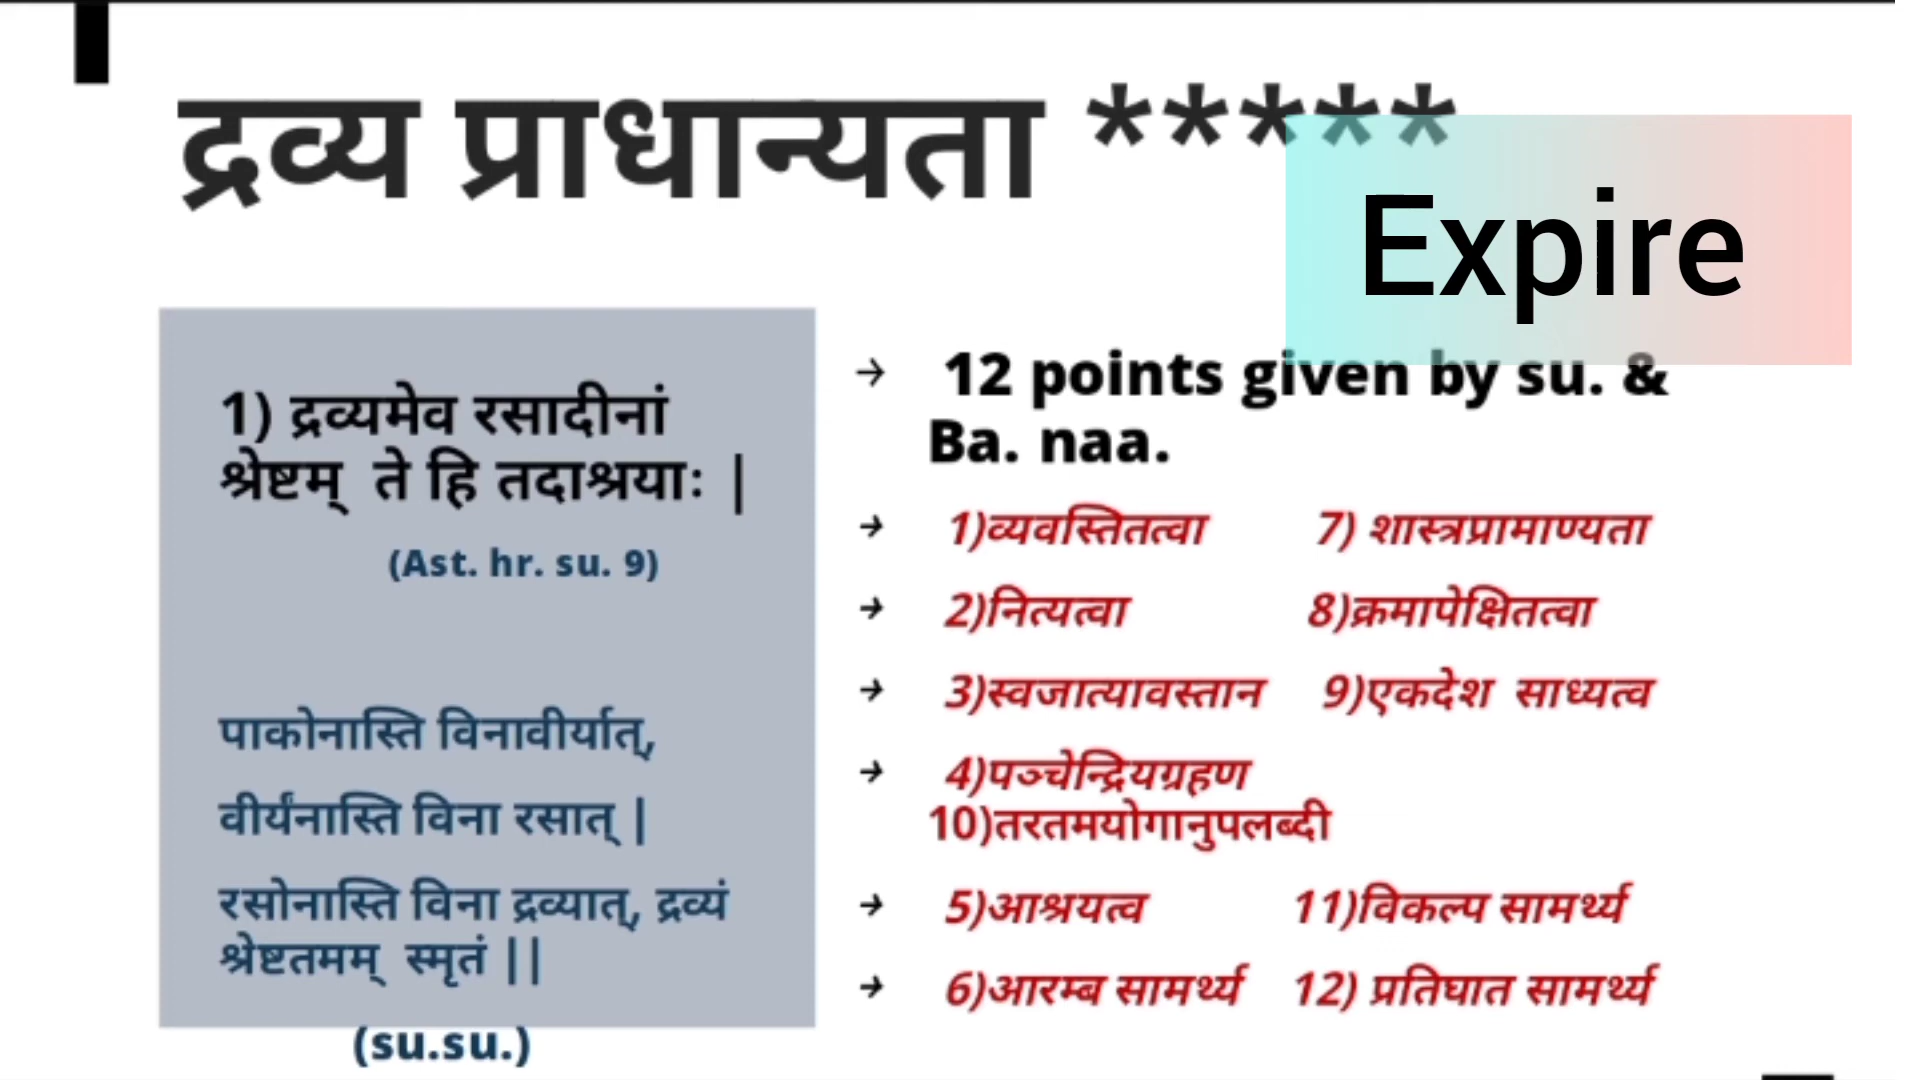 द्रव्य प्राधान्यता *****
Expire
1) द्रव्यमेव रसादीनां
श्रेष्टम् ते हि तदाश्रयाः |
(Ast. hr. su. 9)
पाकोनास्ति विनावीर्यात्,
वीर्यंनास्ति विना रसात् |
रसोनास्ति विना द्रव्यात्, द्रव्यं
श्रेष्टतमम् स्मृतं ||
(su.su.)
→ 12 points given by su. &
Ba. naa.
→ 1)व्यवस्तितत्वा 7) शास्त्रप्रामाण्यता
→ 2)नित्यत्वा 8)क्रमापेक्षितत्वा
→ 3)स्वजात्यावस्तान 9)एकदेश साध्यत्व
→ 4)पञ्चेन्द्रियग्रहण
10)तरतमयोगानुपलब्दी
→ 5)आश्रयत्व 11)विकल्प सामर्थ्य
→ 6)आरम्ब सामर्थ्य 12) प्रतिघात सामर्थ्य